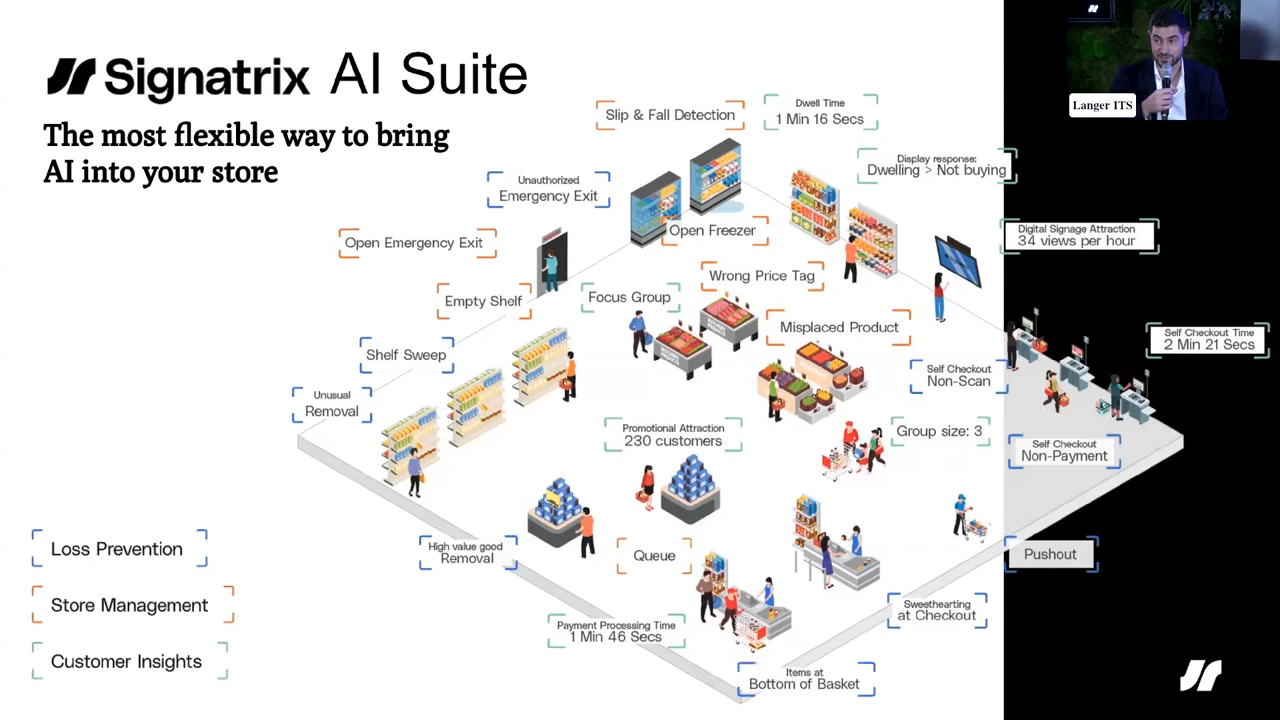 Signatrix AI Suite
The most flexible way to bring
AI into your store
Langer ITS
Slip & Fall Detection
Dwell Time
1 Min 16 Secs
Display response:
Dwelling > Not buying
Unauthorized
Emergency Exit
Open Freezer
Digital Signage Attraction
34 views per hour
Open Emergency Exit
Wrong Price Tag
Empty Shelf
Focus Group
Misplaced Product
Self Checkout Time
2 Min 21 Secs
Shelf Sweep
Self Checkout
Non-Scan
Unusual
Removal
Promotional Attraction
230 customers
Group size: 3
Self Checkout
Non-Payment
Loss Prevention
High value good
Removal
Queue
Pushout
Store Management
Sweethearting
at Checkout
Payment Processing Time
1 Min 46 Secs
Customer Insights
Items at
Bottom of Basket